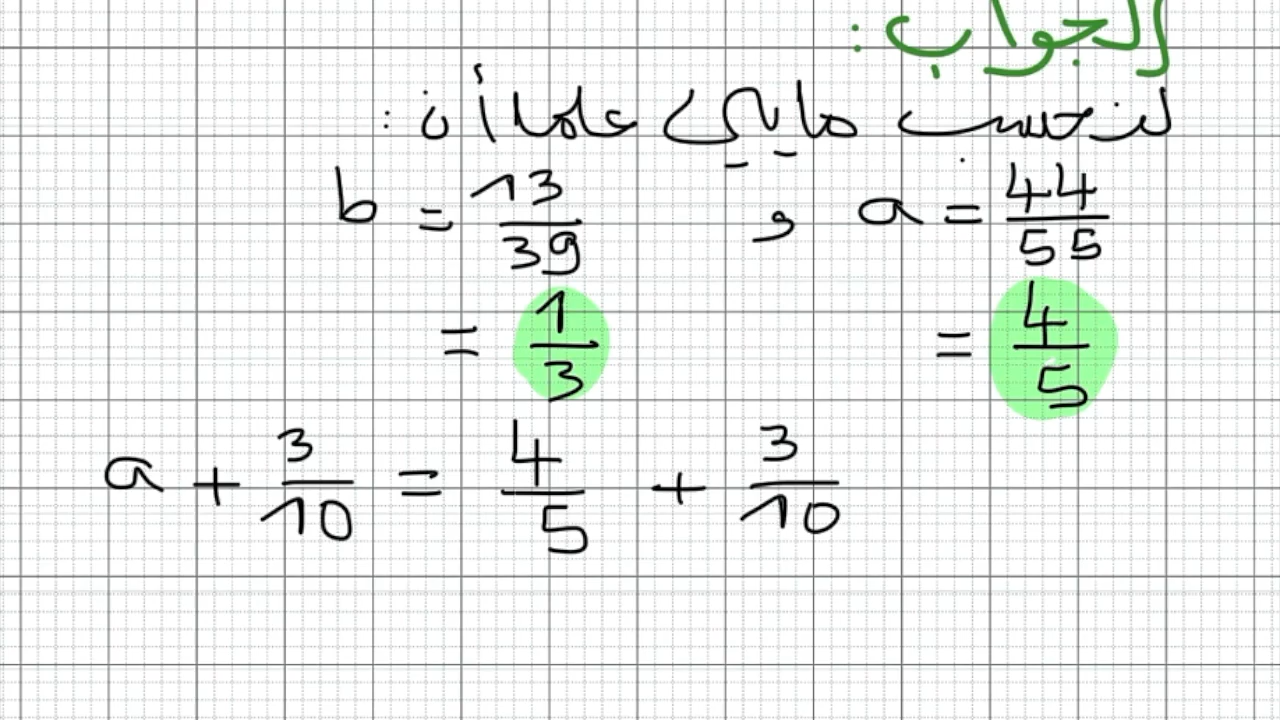 الجواب :
لنحسب ما يلي علما أن :
a = 44/55 و b = 13/39
= 4/5 = 1/3
a + 3/10 = 4/5 + 3/10